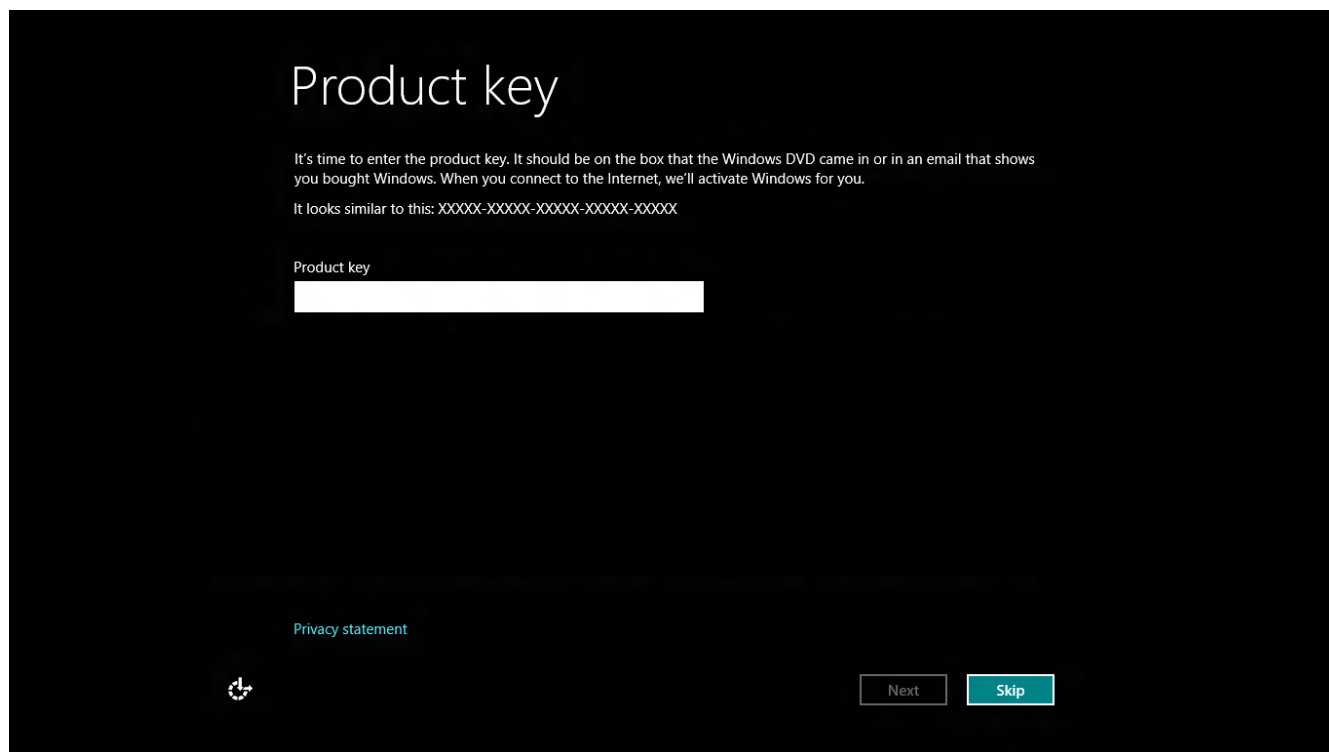 Product key
It's time to enter the product key. It should be on the box that the Windows DVD came in or in an email that shows
you bought Windows. When you connect to the Internet, we'll activate Windows for you.
It looks similar to this: XXXXX-XXXXX-XXXXX-XXXXX-XXXXX
Product key
Privacy statement
Next
Skip